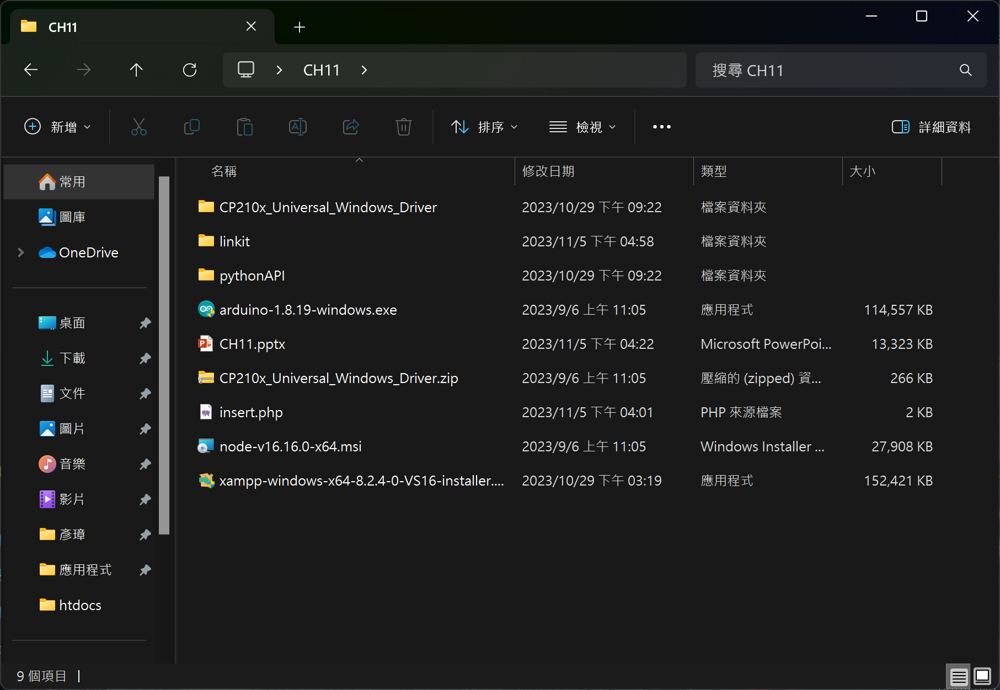 CH11
CH11
搜尋 CH11
新增
排序
檢視
詳細資料
常用
圖庫
OneDrive
桌面
下載
文件
圖片
音樂
影片
彥璋
應用程式
htdocs
名稱 修改日期 類型 大小
CP210x_Universal_Windows_Driver 2023/10/29 下午 09:22 檔案資料夾
linkit 2023/11/5 下午 04:58 檔案資料夾
pythonAPI 2023/10/29 下午 09:22 檔案資料夾
arduino-1.8.19-windows.exe 2023/9/6 上午 11:05 應用程式 114,557 KB
CH11.pptx 2023/11/5 下午 04:22 Microsoft PowerPoi... 13,323 KB
CP210x_Universal_Windows_Driver.zip 2023/9/6 上午 11:05 壓縮的 (zipped) 資... 266 KB
insert.php 2023/11/5 下午 04:01 PHP 來源檔案 2 KB
node-v16.16.0-x64.msi 2023/9/6 上午 11:05 Windows Installer ... 27,908 KB
xampp-windows-x64-8.2.4-0-VS16-installer.... 2023/10/29 下午 03:19 應用程式 152,421 KB
9 個項目